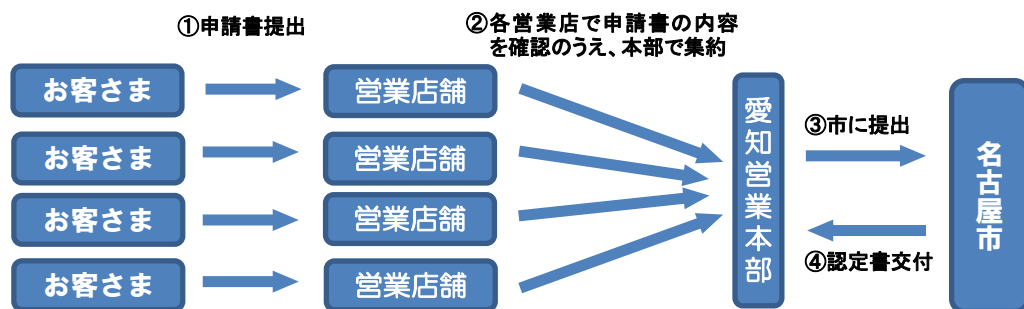 ①申請書提出
②各営業店で申請書の内容
を確認のうえ、本部で集約
お客さま
営業店舗
お客さま
営業店舗
お客さま
営業店舗
お客さま
営業店舗
愛知営業本部
③市に提出
④認定書交付
名古屋市